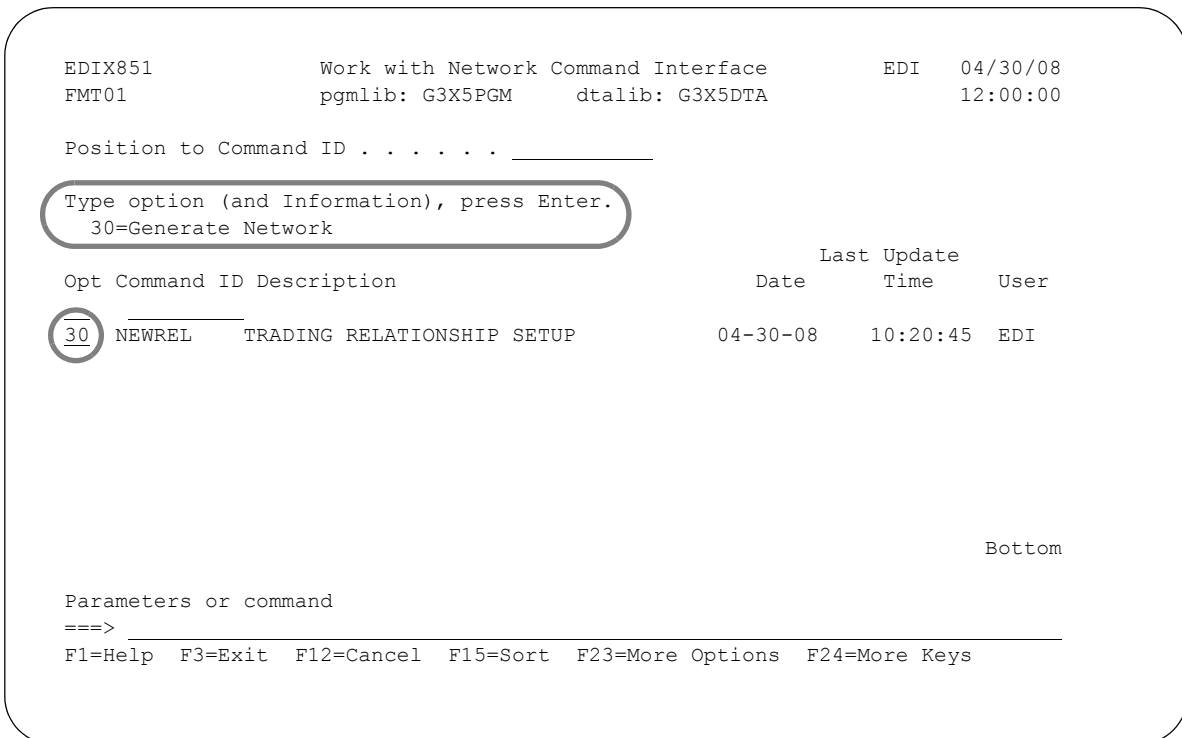 EDIX851 Work with Network Command Interface EDI 04/30/08
FMT01 pgmlib: G3X5PGM dtalib: G3X5DTA 12:00:00
Position to Command ID . . . . . . ___________
Type option (and Information), press Enter.
30=Generate Network
Last Update
Opt Command ID Description Date Time User
30 NEWREL TRADING RELATIONSHIP SETUP 04-30-08 10:20:45 EDI
Bottom
Parameters or command
===>
F1=Help F3=Exit F12=Cancel F15=Sort F23=More Options F24=More Keys